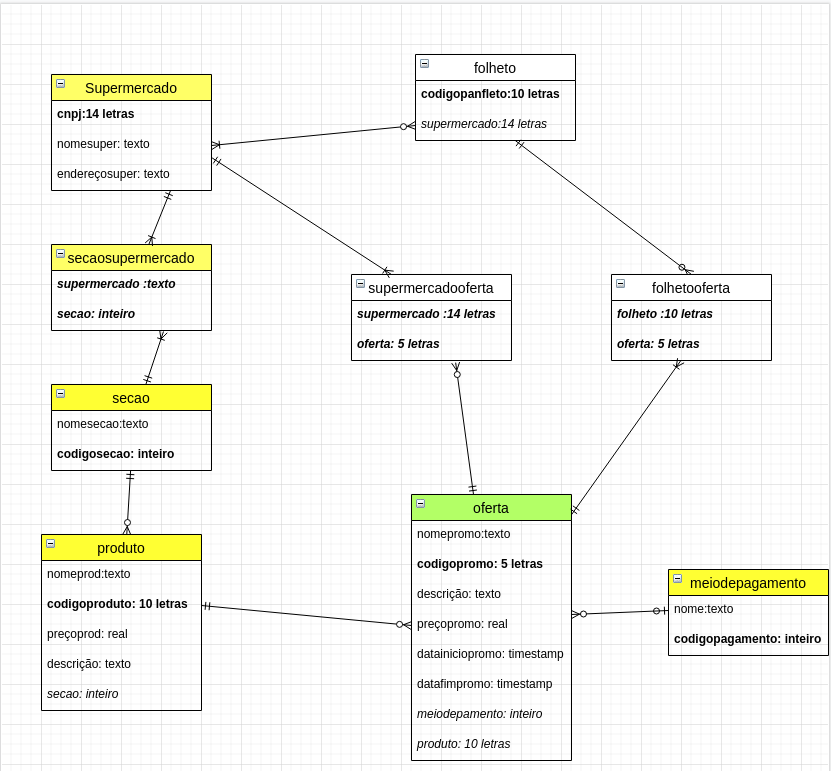 Supermercado
cnpj:14 letras
nomesuper: texto
endereçosuper: texto
folheto
codigopanfleto:10 letras
supermercado:14 letras
secaosupermercado
supermercado :texto
secao: inteiro
supermercadooferta
supermercado :14 letras
oferta: 5 letras
folhetooferta
folheto :10 letras
oferta: 5 letras
secao
nomesecao:texto
codigosecao: inteiro
produto
nomeprod:texto
codigoproduto: 10 letras
preçoprod: real
descrição: texto
secao: inteiro
oferta
nomepromo:texto
codigopromo: 5 letras
descrição: texto
preçopromo: real
datainiciopromo: timestamp
datafimpromo: timestamp
meiodepamento: inteiro
produto: 10 letras
meiodepagamento
nome:texto
codigopagamento: inteiro